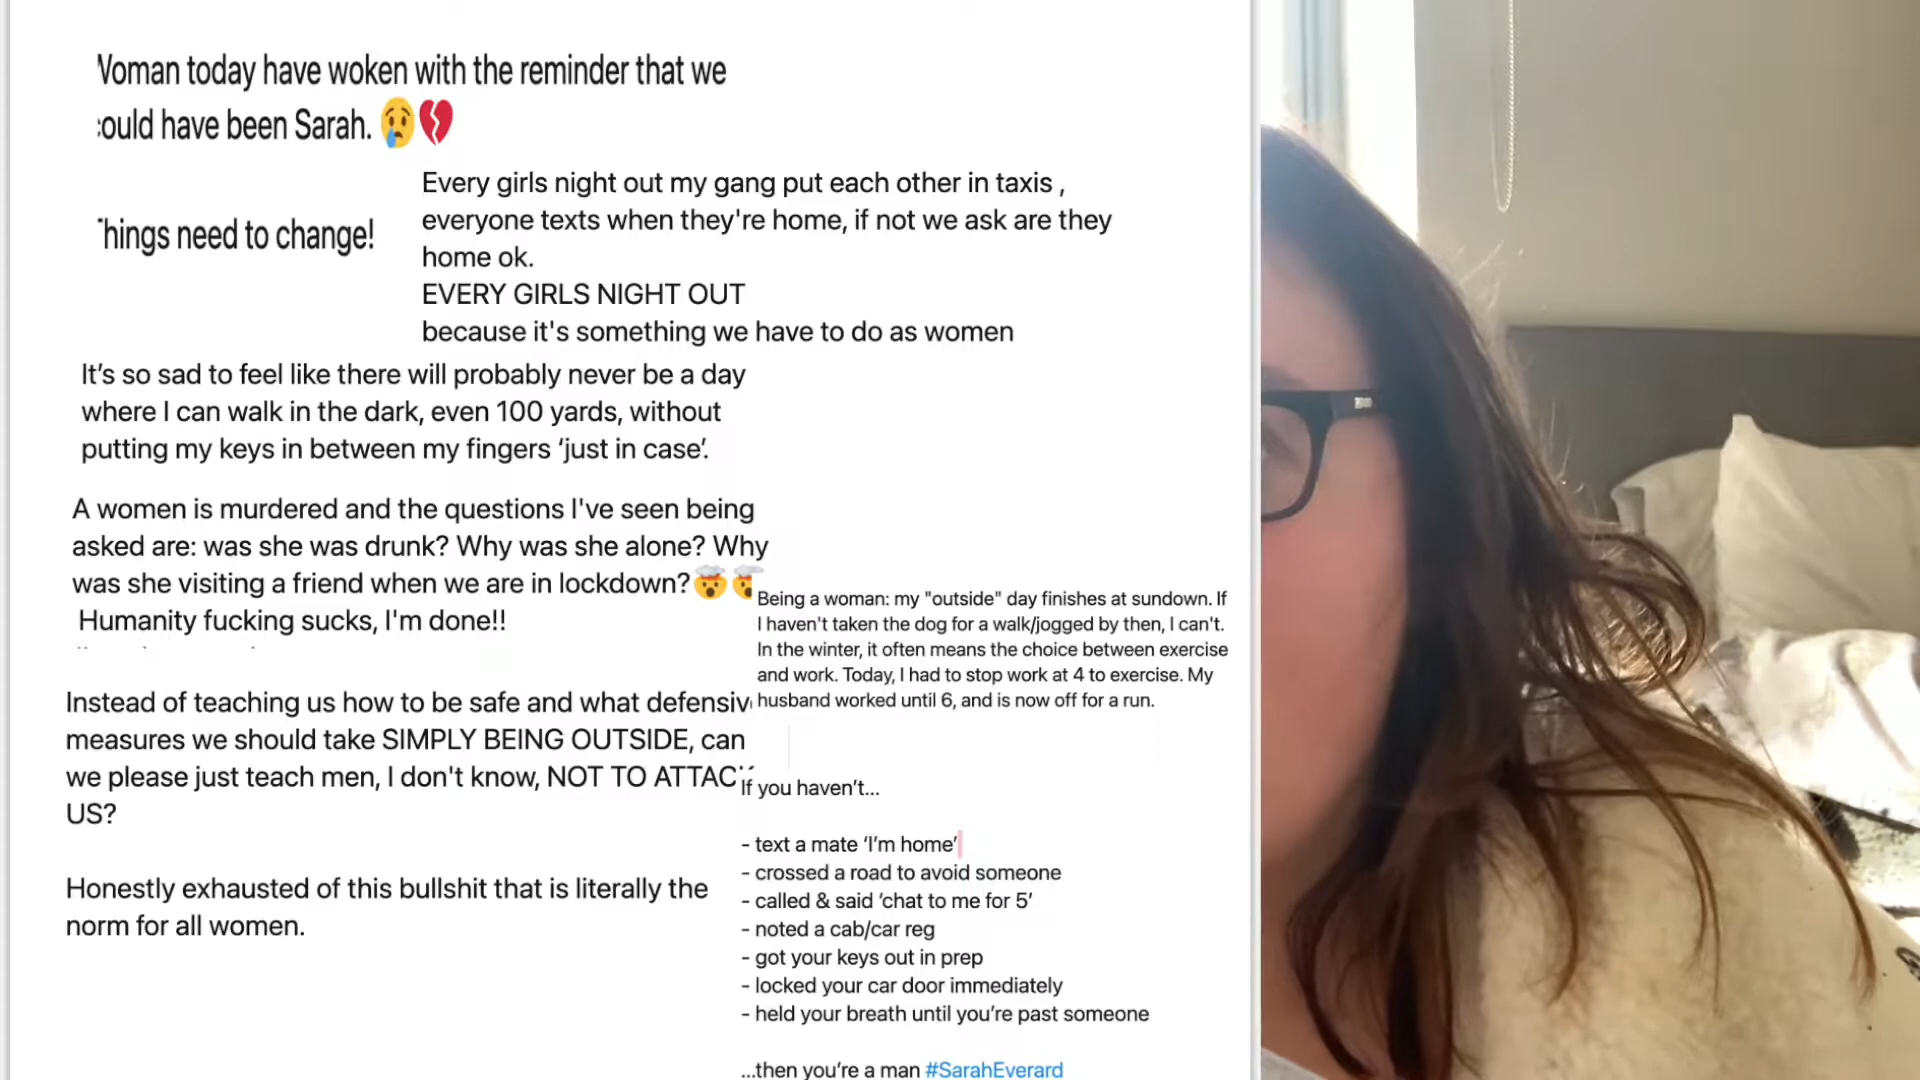 Woman today have woken with the reminder that we
could have been Sarah. 😢💔
Things need to change!
Every girls night out my gang put each other in taxis ,
everyone texts when they're home, if not we ask are they
home ok.
EVERY GIRLS NIGHT OUT
because it's something we have to do as women
It’s so sad to feel like there will probably never be a day
where I can walk in the dark, even 100 yards, without
putting my keys in between my fingers ‘just in case’.
A women is murdered and the questions I've seen being
asked are: was she was drunk? Why was she alone? Why
was she visiting a friend when we are in lockdown?🤯🤯
Humanity fucking sucks, I'm done!!
Instead of teaching us how to be safe and what defensiv
measures we should take SIMPLY BEING OUTSIDE, can
we please just teach men, I don't know, NOT TO ATTACK
US?
Honestly exhausted of this bullshit that is literally the
norm for all women.
Being a woman: my "outside" day finishes at sundown. If
I haven't taken the dog for a walk/jogged by then, I can't.
In the winter, it often means the choice between exercise
and work. Today, I had to stop work at 4 to exercise. My
husband worked until 6, and is now off for a run.
If you haven’t...
- text a mate ‘I’m home’
- crossed a road to avoid someone
- called & said ‘chat to me for 5’
- noted a cab/car reg
- got your keys out in prep
- locked your car door immediately
- held your breath until you’re past someone
...then you’re a man #SarahEverard